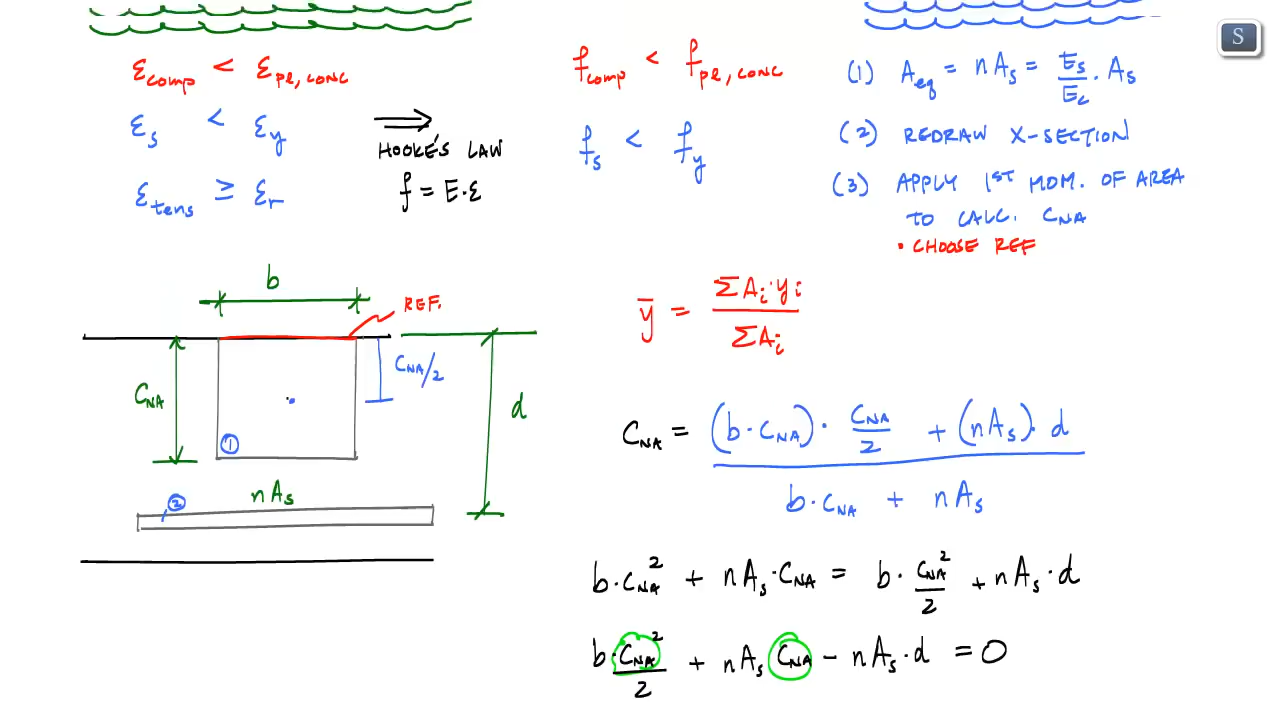 S
ε_comp < ε_pl,conc
ε_s < ε_y
ε_tens ≥ ε_r
⟹
HOOKE'S LAW
f = E·ε
f_comp < f_pl,conc
f_s < f_y
(1) A_eq = nA_s = E_s/E_c · A_s
(2) REDRAW X-SECTION
(3) APPLY 1ST MOM. OF AREA
TO CALC. C_NA
• CHOOSE REF
b
REF.
C_NA
C_NA/2
d
①
nA_s
②
ȳ = ΣA_i·y_i / ΣA_i
C_NA = (b·C_NA)·C_NA/2 + (nA_s)·d / b·C_NA + nA_s
b·C_NA² + nA_s·C_NA = b·C_NA²/2 + nA_s·d
b·C_NA²/2 + nA_s C_NA − nA_s·d = 0